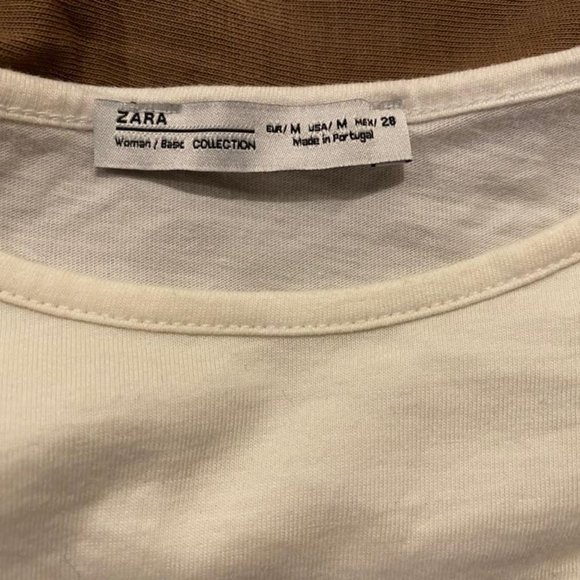 ZARA
Woman / Basic COLLECTION
EUR/ M USA/ M MEX/ 28
Made in Portugal